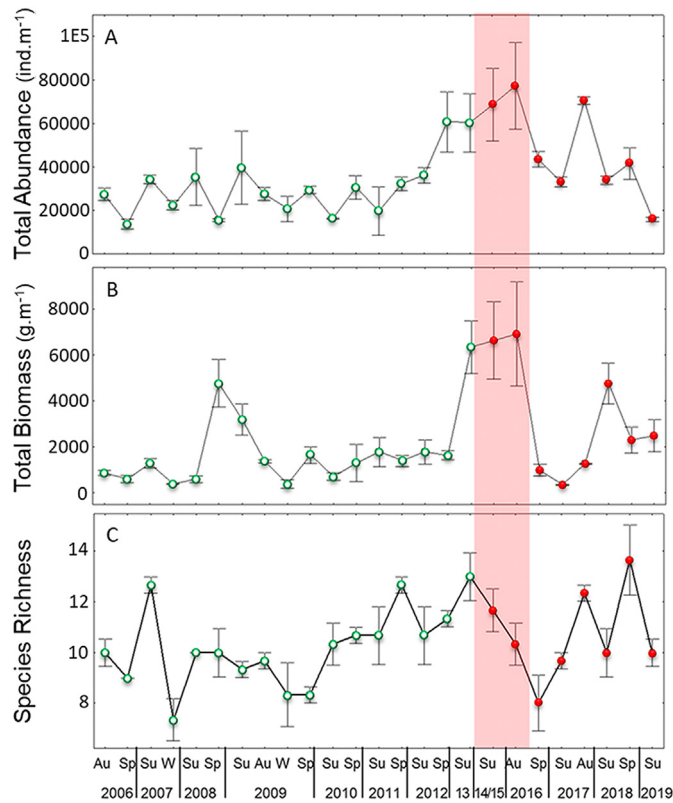 A
Total Abundance (ind.m-1)
1E5
80000
60000
40000
20000
0
B
Total Biomass (g.m-1)
8000
6000
4000
2000
0
C
Species Richness
14
12
10
8
Au Sp Su W Su Sp Su Au W Sp Su Sp Su Sp Su Sp Su Su Au Sp Su Au Su Sp Su
2006 2007 2008 2009 2010 2011 2012 13 14/15 2016 2017 2018 2019